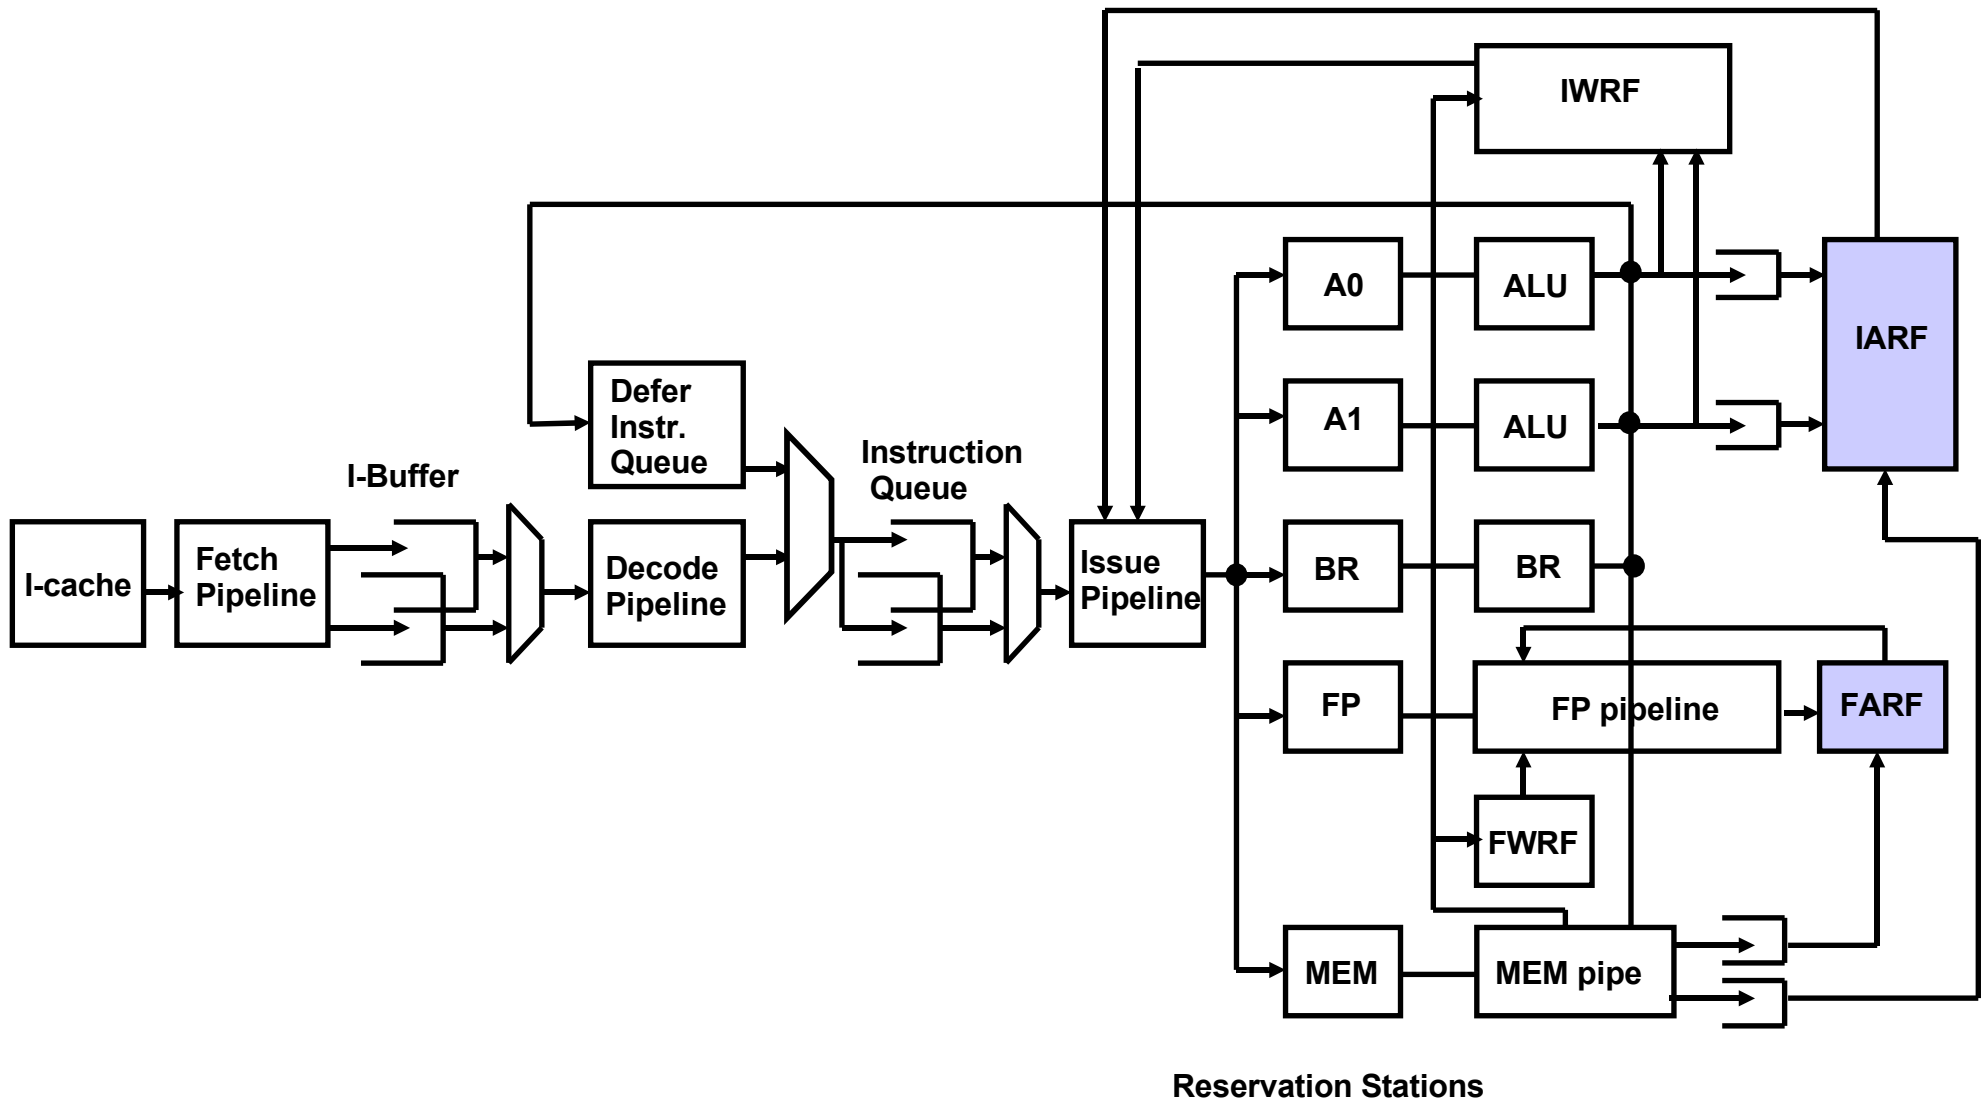 IWRF
A0
ALU
IARF
Defer
Instr.
Queue
A1
ALU
Instruction
Queue
I-Buffer
I-cache
Fetch
Pipeline
Decode
Pipeline
Issue
Pipeline
BR
BR
FP
FP pipeline
FARF
FWRF
MEM
MEM pipe
Reservation Stations